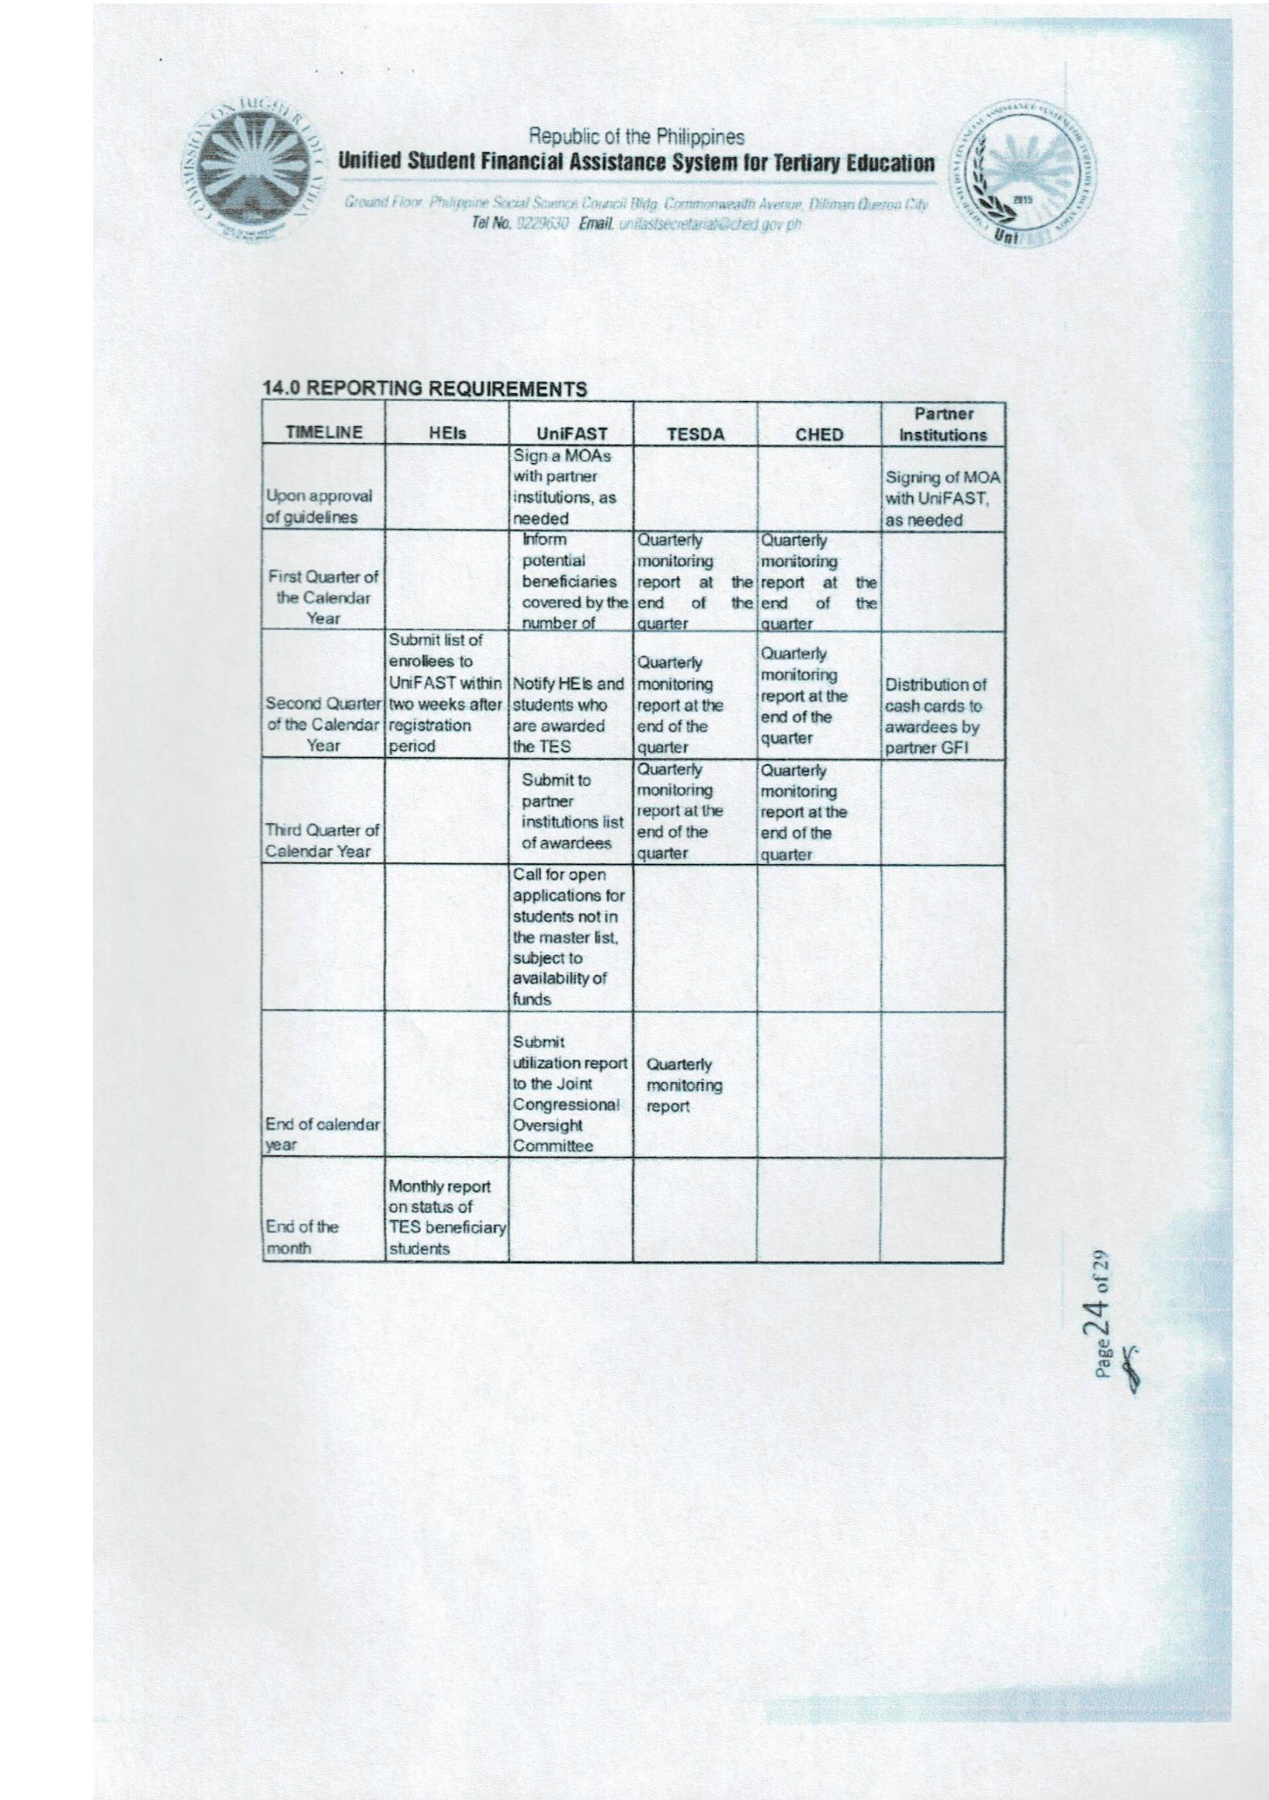 COMMISSION ON HIGHER EDUCATION
Republic of the Philippines
Unified Student Financial Assistance System for Tertiary Education
Ground Floor, Philippine Social Science Council Bldg. Commonwealth Avenue, Diliman Quezon City
Tel No. 9229630 Email. unifastsecretariat@ched.gov.ph
2015
Uni
14.0 REPORTING REQUIREMENTS
TIMELINE HEIs UniFAST TESDA CHED Partner Institutions
Upon approval
of guidelines
Sign a MOAs
with partner
institutions, as
needed
Signing of MOA
with UniFAST,
as needed
First Quarter of
the Calendar
Year
Inform
potential
beneficiaries
covered by the
number of
Quarterly
monitoring
report at the
end of the
quarter
Quarterly
monitoring
report at the
end of the
quarter
Second Quarter
of the Calendar
Year
Submit list of
enrollees to
UniFAST within
two weeks after
registration
period
Notify HEIs and
students who
are awarded
the TES
Quarterly
monitoring
report at the
end of the
quarter
Quarterly
monitoring
report at the
end of the
quarter
Distribution of
cash cards to
awardees by
partner GFI
Third Quarter of
Calendar Year
Submit to
partner
institutions list
of awardees
Quarterly
monitoring
report at the
end of the
quarter
Quarterly
monitoring
report at the
end of the
quarter
Call for open
applications for
students not in
the master list,
subject to
availability of
funds
End of calendar
year
Submit
utilization report
to the Joint
Congressional
Oversight
Committee
Quarterly
monitoring
report
End of the
month
Monthly report
on status of
TES beneficiary
students
Page 24 of 29